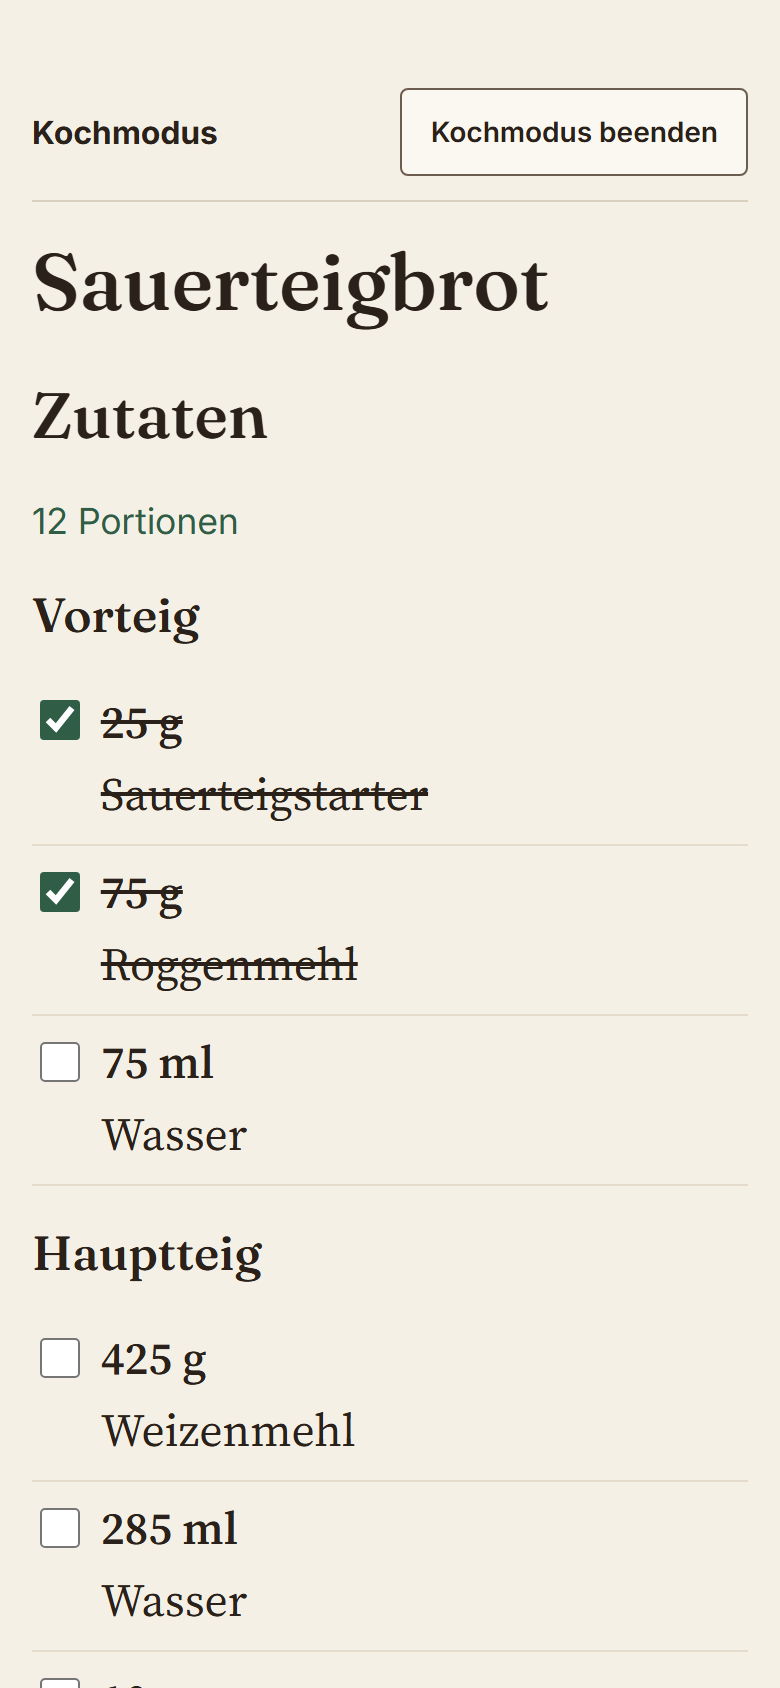 Kochmodus
Kochmodus beenden
Sauerteigbrot
Zutaten
12 Portionen
Vorteig
25 g
Sauerteigstarter
75 g
Roggenmehl
75 ml
Wasser
Hauptteig
425 g
Weizenmehl
285 ml
Wasser